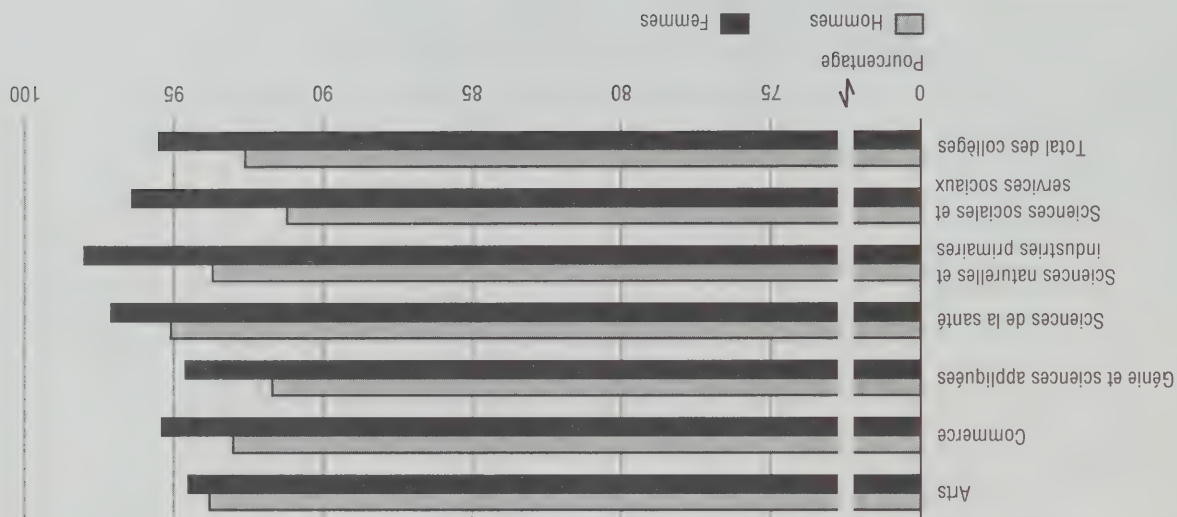 Arts
Commerce
Génie et sciences appliquées
Sciences de la santé
Sciences naturelles et
industries primaires
Sciences sociales et
services sociaux
Total des collèges
0 75 80 85 90 95 100
Pourcentage
Hommes Femmes